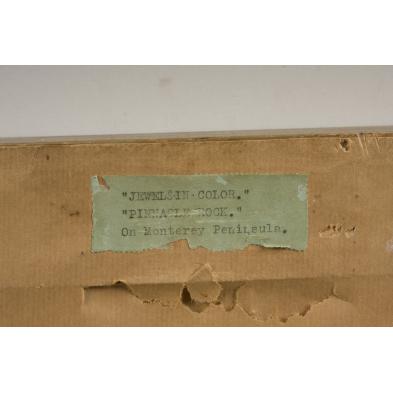 "JEWELS·IN·COLOR."
"PINNACLE ROCK."
On Monterey Peninsula.